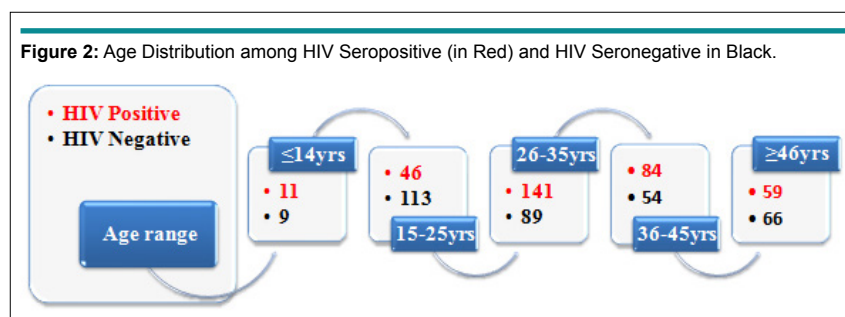 Figure 2: Age Distribution among HIV Seropositive (in Red) and HIV Seronegative in Black.
• HIV Positive
• HIV Negative
Age range
≤14yrs
• 11
• 9
• 46
• 113
15-25yrs
26-35yrs
• 141
• 89
• 84
• 54
36-45yrs
≥46yrs
• 59
• 66